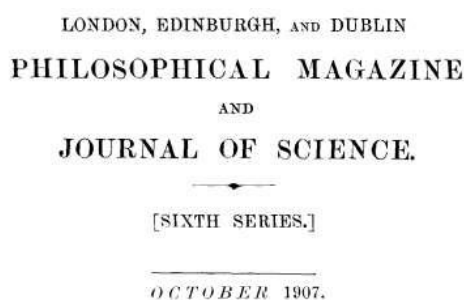 LONDON, EDINBURGH, AND DUBLIN
PHILOSOPHICAL MAGAZINE
AND
JOURNAL OF SCIENCE.
[SIXTH SERIES.]
OCTOBER 1907.